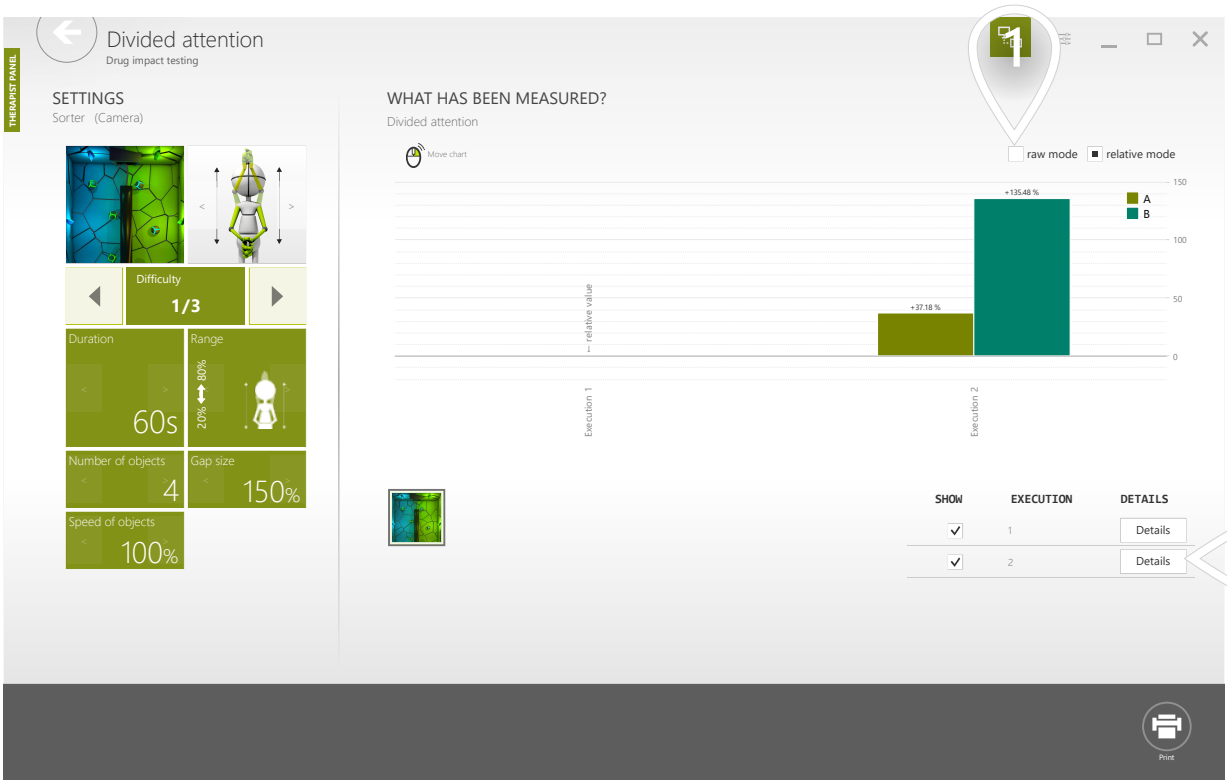 Divided attention
Drug impact testing
THERAPIST PANEL
1
SETTINGS
Sorter (Camera)
Difficulty
1/3
Duration
< >
60s
Range
20% 80%
Number of objects
< >
4
Gap size
< >
150%
Speed of objects
<
100%
WHAT HAS BEEN MEASURED?
Divided attention
Move chart
raw mode relative mode
+37.18 %
+135.48 %
A
B
150
100
50
0
← relative value
Execution 1
Execution 2
SHOW EXECUTION DETAILS
1 Details
2 Details
Print